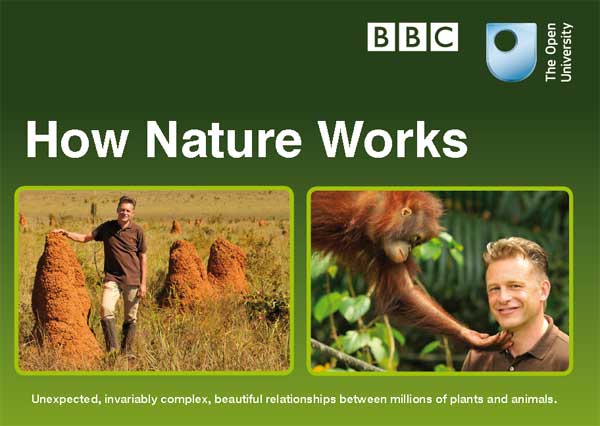 BBC
The Open
University
How Nature Works
Unexpected, invariably complex, beautiful relationships between millions of plants and animals.